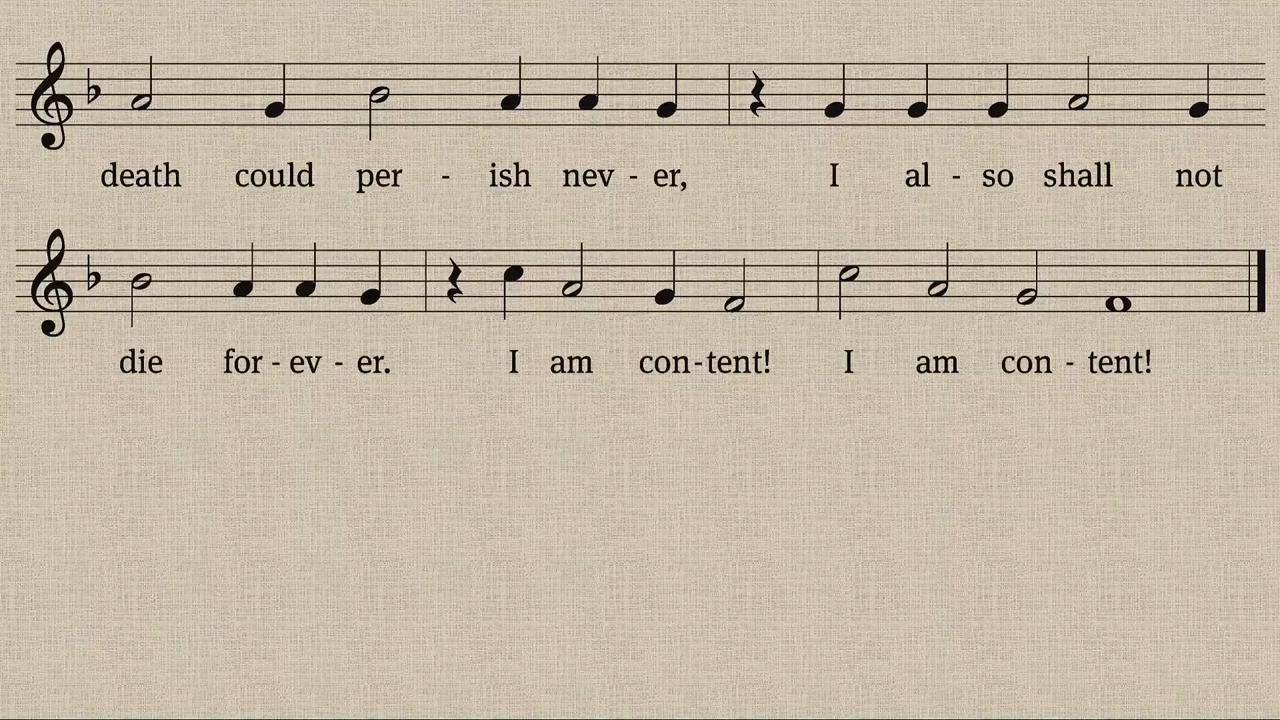 death could per - ish nev - er, I al - so shall not
die for - ev - er. I am con - tent! I am con - tent!